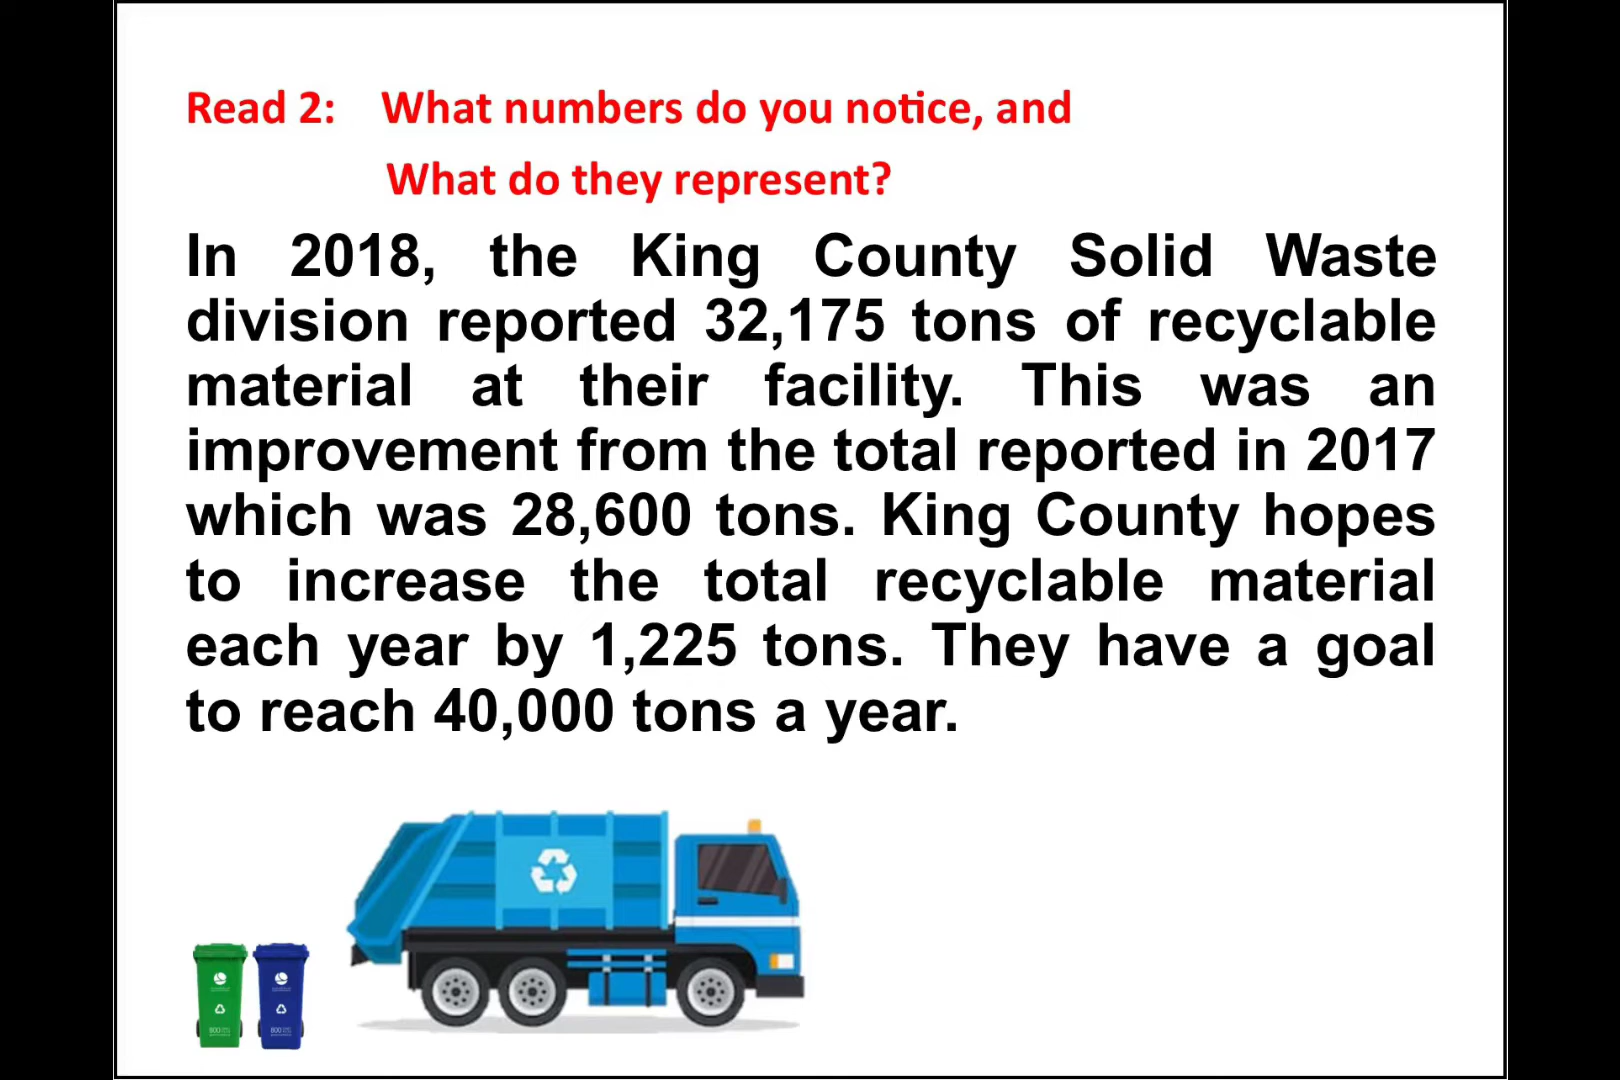 Read 2: What numbers do you notice, and
What do they represent?
In 2018, the King County Solid Waste
division reported 32,175 tons of recyclable
material at their facility. This was an
improvement from the total reported in 2017
which was 28,600 tons. King County hopes
to increase the total recyclable material
each year by 1,225 tons. They have a goal
to reach 40,000 tons a year.